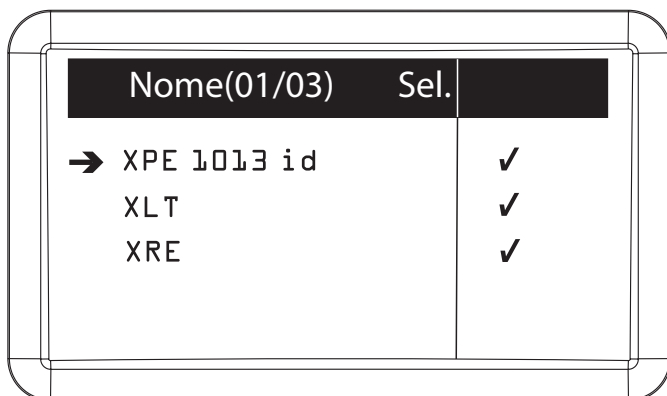 Nome(01/03) Sel.
➔ XPE 1013 id ✓
XLT ✓
XRE ✓